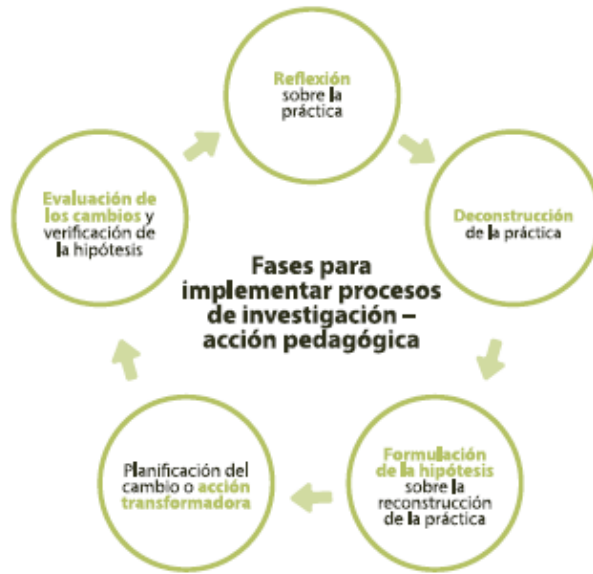 Reflexión
sobre la
práctica
Deconstrucción
de la práctica
Formulación
de la hipótesis
sobre la
reconstrucción
de la práctica
Planificación del
cambio o acción
transformadora
Evaluación de
los cambios y
verificación de
la hipótesis
Fases para
implementar procesos
de investigación –
acción pedagógica